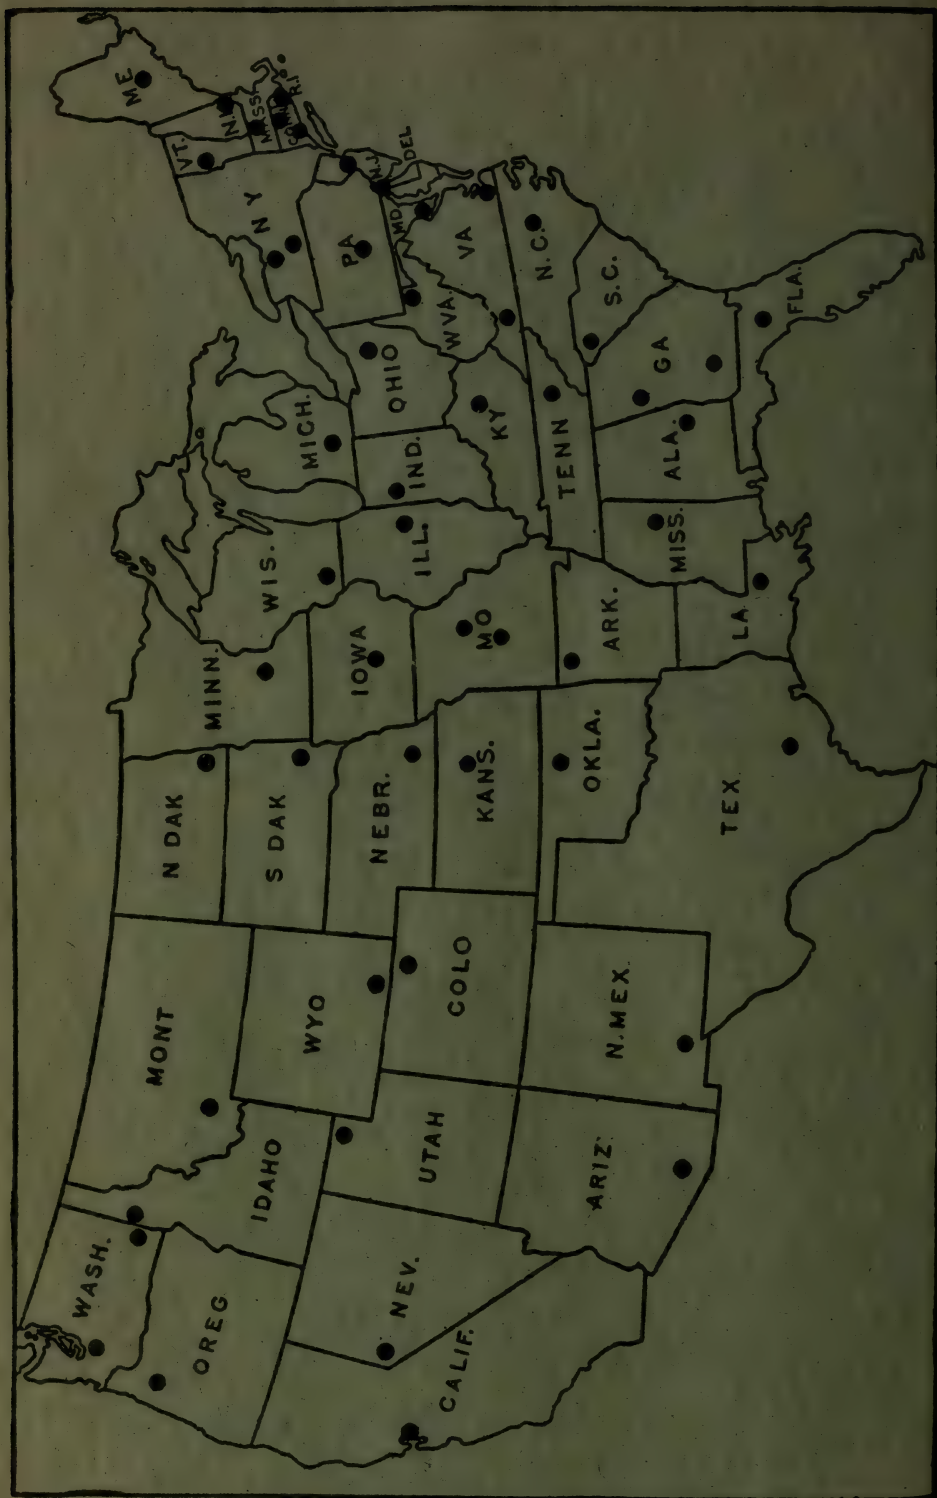 WASH.
OREG
CALIF.
NEV.
IDAHO
MONT
WYO
UTAH
ARIZ
COLO
N.MEX.
N DAK
S DAK
NEBR.
KANS.
OKLA.
TEX
MINN.
IOWA
MO
ARK.
LA
WIS.
ILL.
MICH.
IND.
OHIO
KY
TENN
MISS.
ALA.
GA
FLA.
S.C.
N.C.
VA
W.VA.
MD.
DEL
N.J.
PA
N Y
VT.
N.H
MASS.
CONN
R.I.
ME